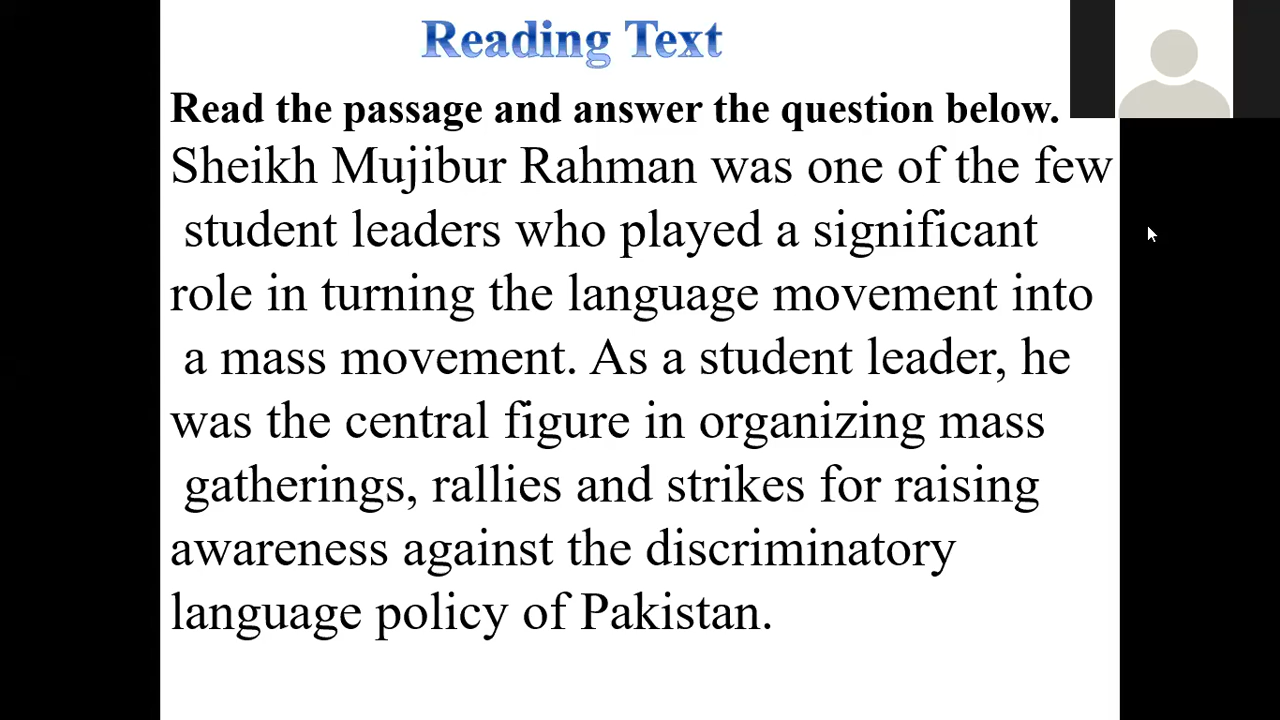 Reading Text
Read the passage and answer the question below.
Sheikh Mujibur Rahman was one of the few
student leaders who played a significant
role in turning the language movement into
a mass movement. As a student leader, he
was the central figure in organizing mass
gatherings, rallies and strikes for raising
awareness against the discriminatory
language policy of Pakistan.